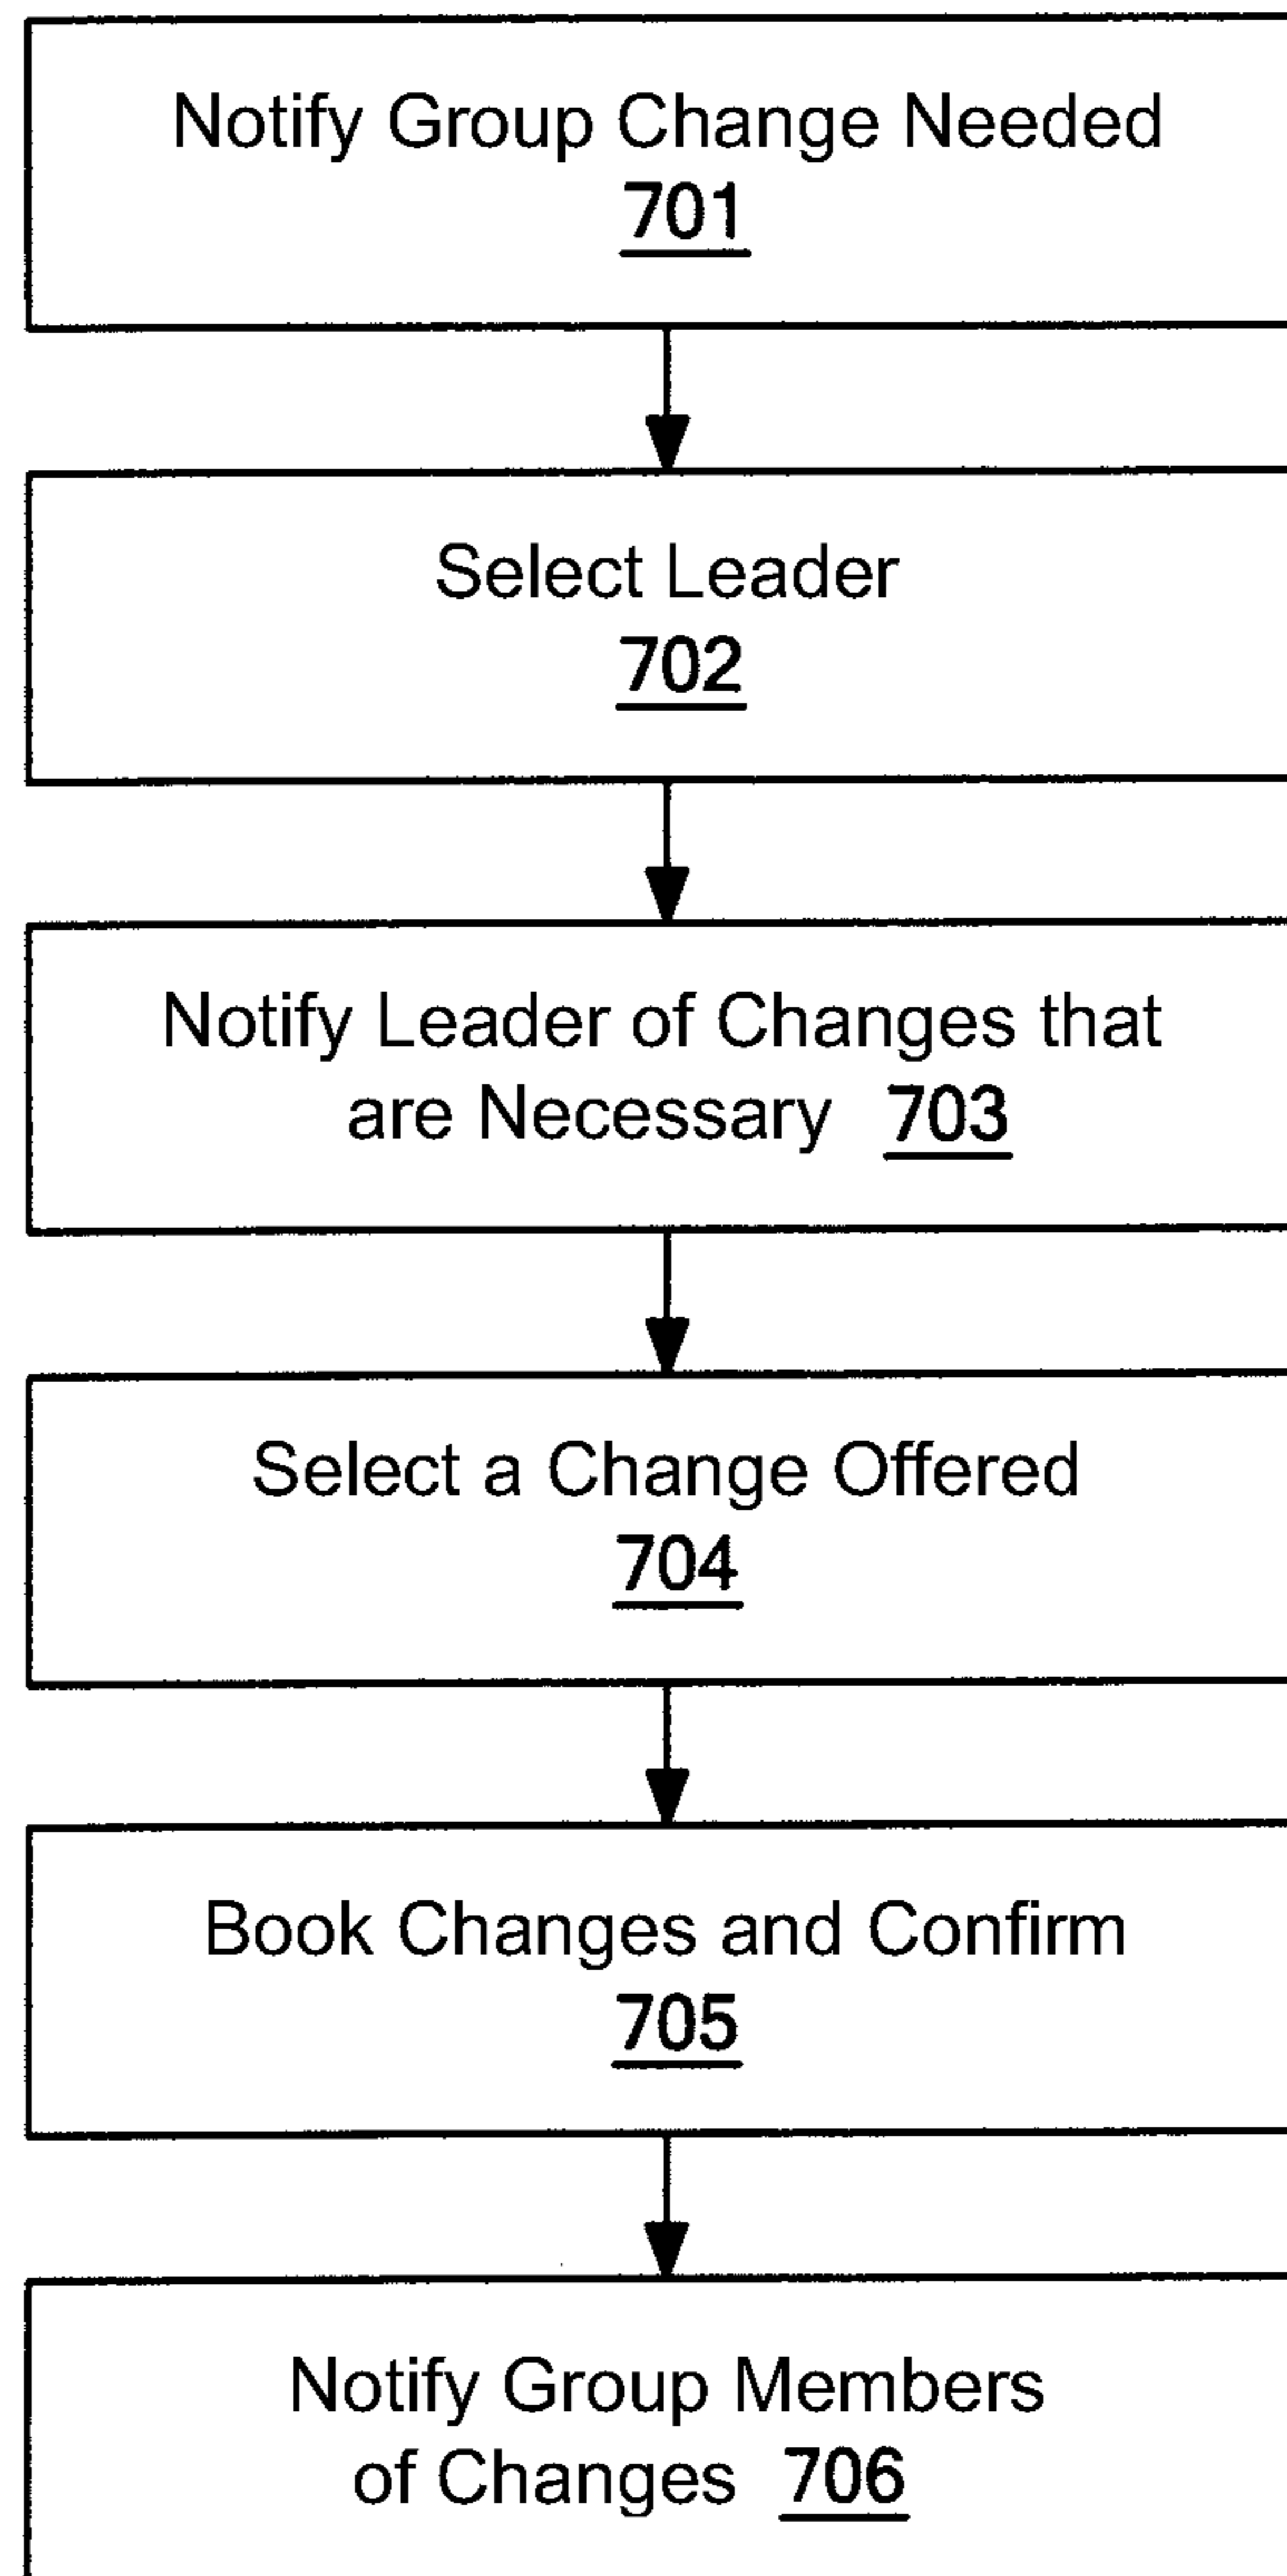 Notify Group Change Needed
701
Select Leader
702
Notify Leader of Changes that
are Necessary 703
Select a Change Offered
704
Book Changes and Confirm
705
Notify Group Members
of Changes 706